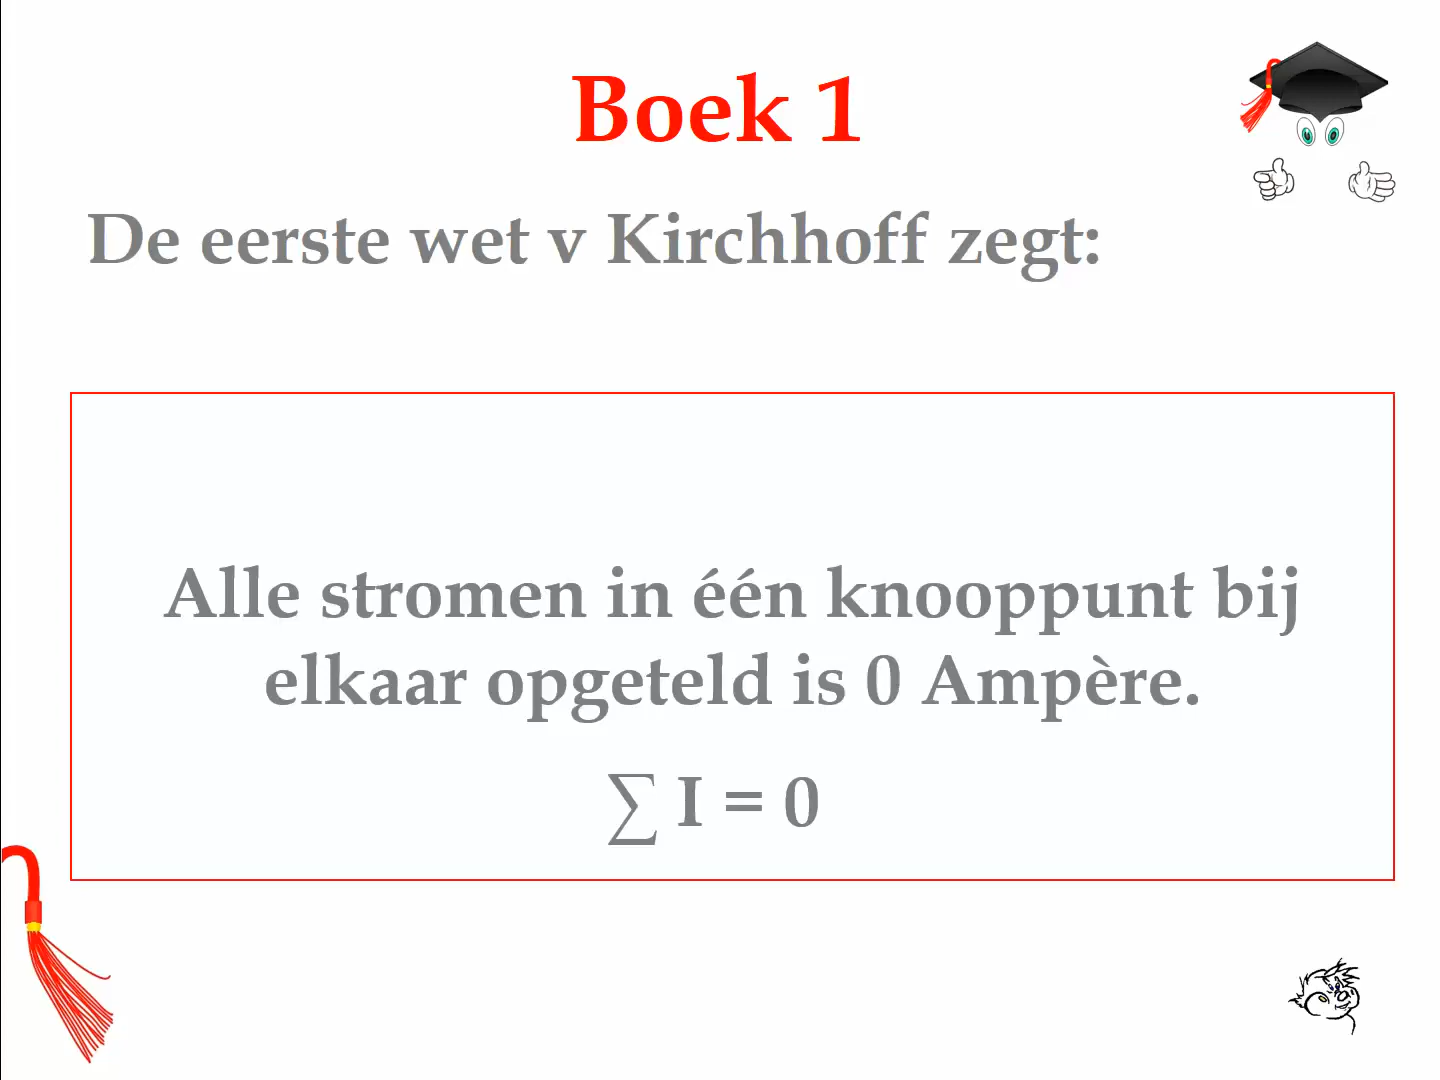 Boek 1
De eerste wet v Kirchhoff zegt:
Alle stromen in één knooppunt bij
elkaar opgeteld is 0 Ampère.
∑ I = 0